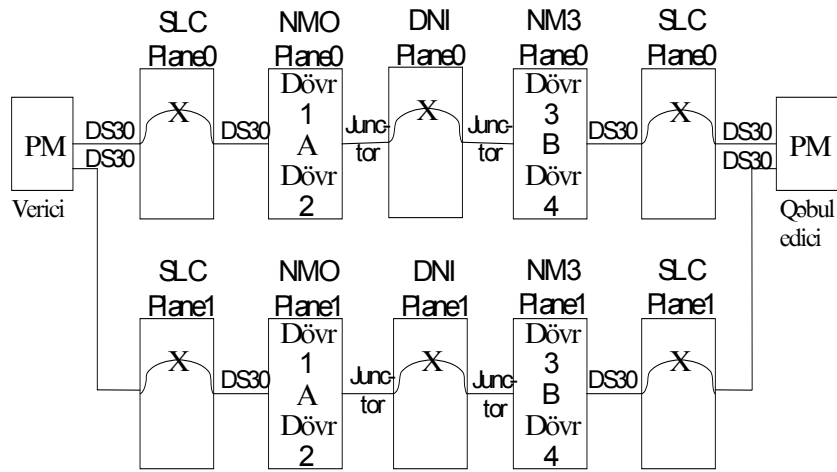 SLC NMO DNI NM3 SLC
Plane0 Plane0 Plane0 Plane0 Plane0
Dövr Dövr
X 1 X 3 X
DS30 DS30 A Junc- Junc- B DS30 DS30
PM DS30 tor tor DS30 PM
Dövr Dövr
2 4
Verici Qəbul
edici
SLC NMO DNI NM3 SLC
Plane1 Plane1 Plane1 Plane1 Plane1
Dövr Dövr
X 1 X 3 X
DS30 A Junc- Junc- B DS30
tor tor
Dövr Dövr
2 4